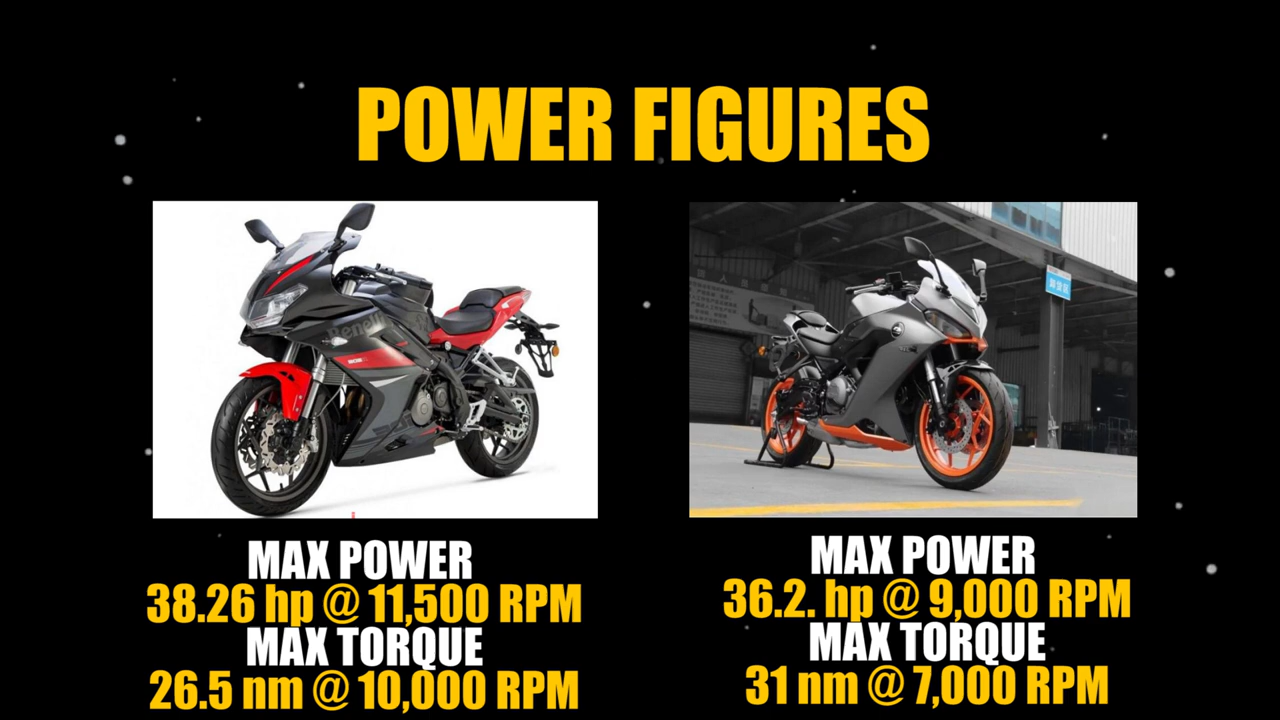 POWER FIGURES
Benelli
MAX POWER
38.26 hp @ 11,500 RPM
MAX TORQUE
26.5 nm @ 10,000 RPM
MAX POWER
36.2. hp @ 9,000 RPM
MAX TORQUE
31 nm @ 7,000 RPM